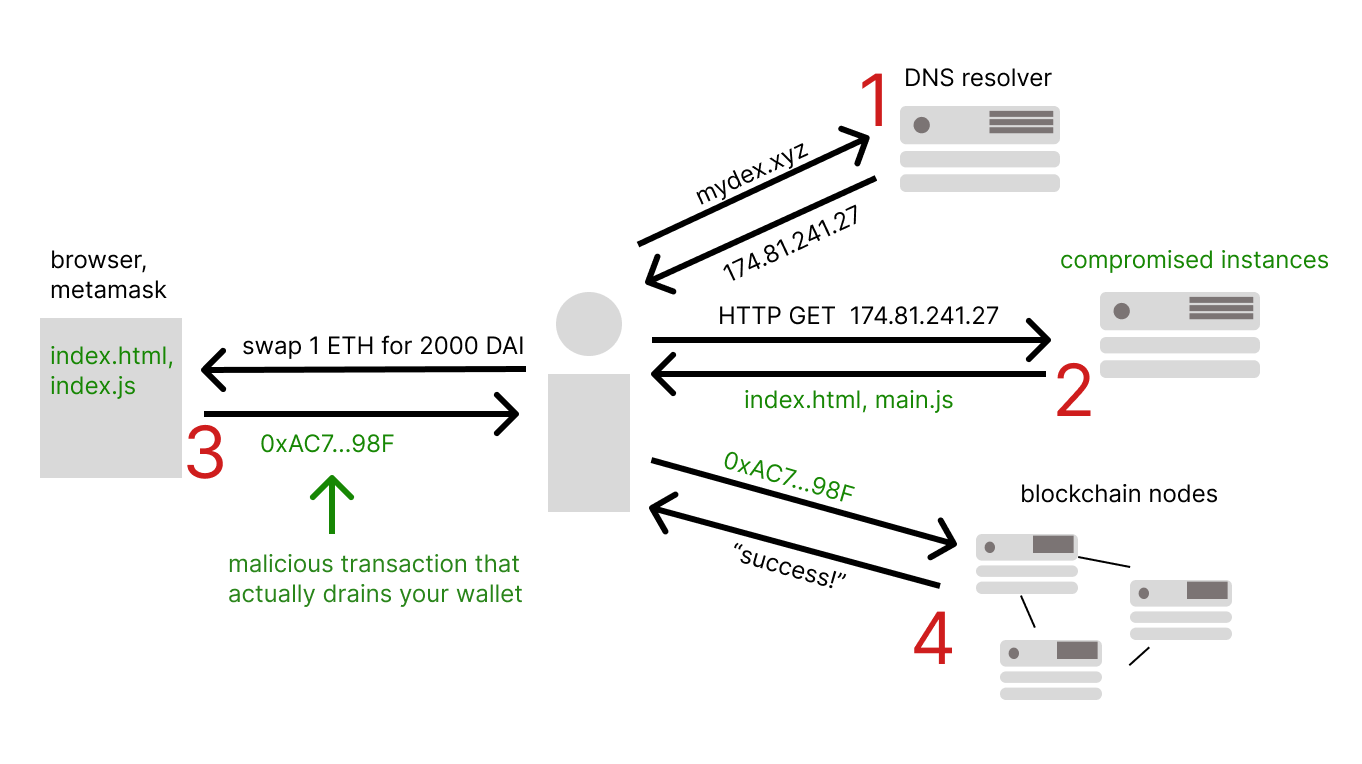 1
DNS resolver
mydex.xyz
174.81.241.27
browser,
metamask
compromised instances
HTTP GET  174.81.241.27
index.html,
index.js
swap 1 ETH for 2000 DAI
index.html, main.js
2
3
0xAC7...98F
0xAC7...98F
blockchain nodes
malicious transaction that
actually drains your wallet
“success!”
4